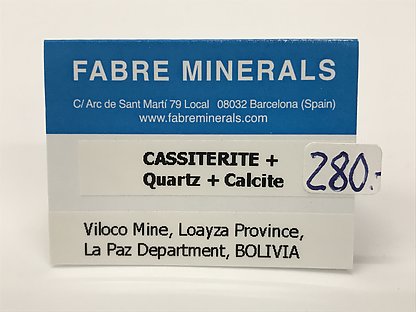 FABRE MINERALS
C/ Arc de Sant Martí 79 Local 08032 Barcelona (Spain)
www.fabreminerals.com
CASSITERITE +
Quartz + Calcite
280.-
Viloco Mine, Loayza Province,
La Paz Department, BOLIVIA